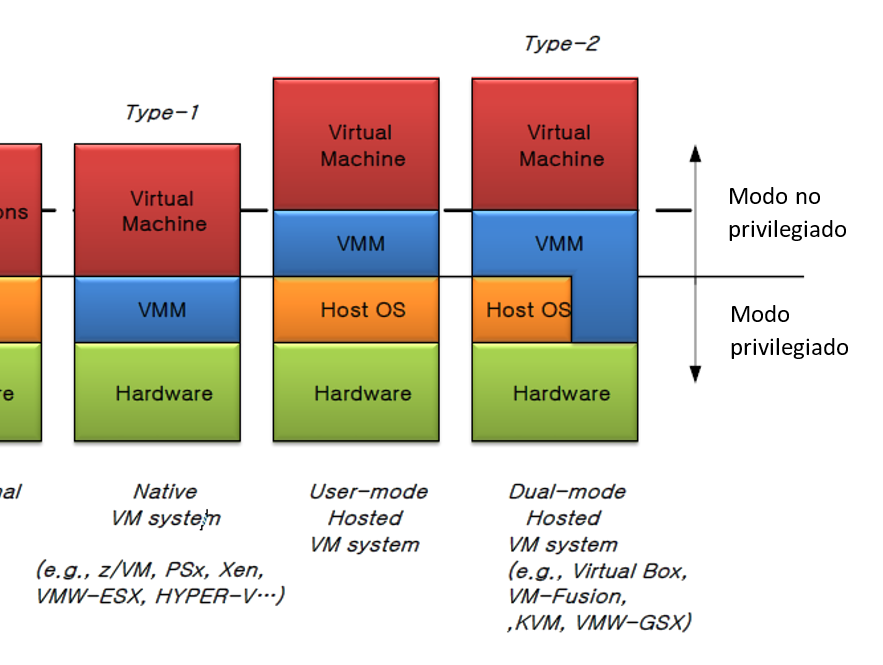 Type-2
Type-1
Virtual
Machine
Virtual
Machine
Virtual
Machine
ons
Modo no
privilegiado
VMM
VMM
VMM
Host OS
Host OS
Modo
privilegiado
re
Hardware
Hardware
Hardware
nal
Native
VM system
(e.g., z/VM, PSx, Xen,
VMW-ESX, HYPER-V…)
User-mode
Hosted
VM system
Dual-mode
Hosted
VM system
(e.g., Virtual Box,
VM-Fusion,
,KVM, VMW-GSX)